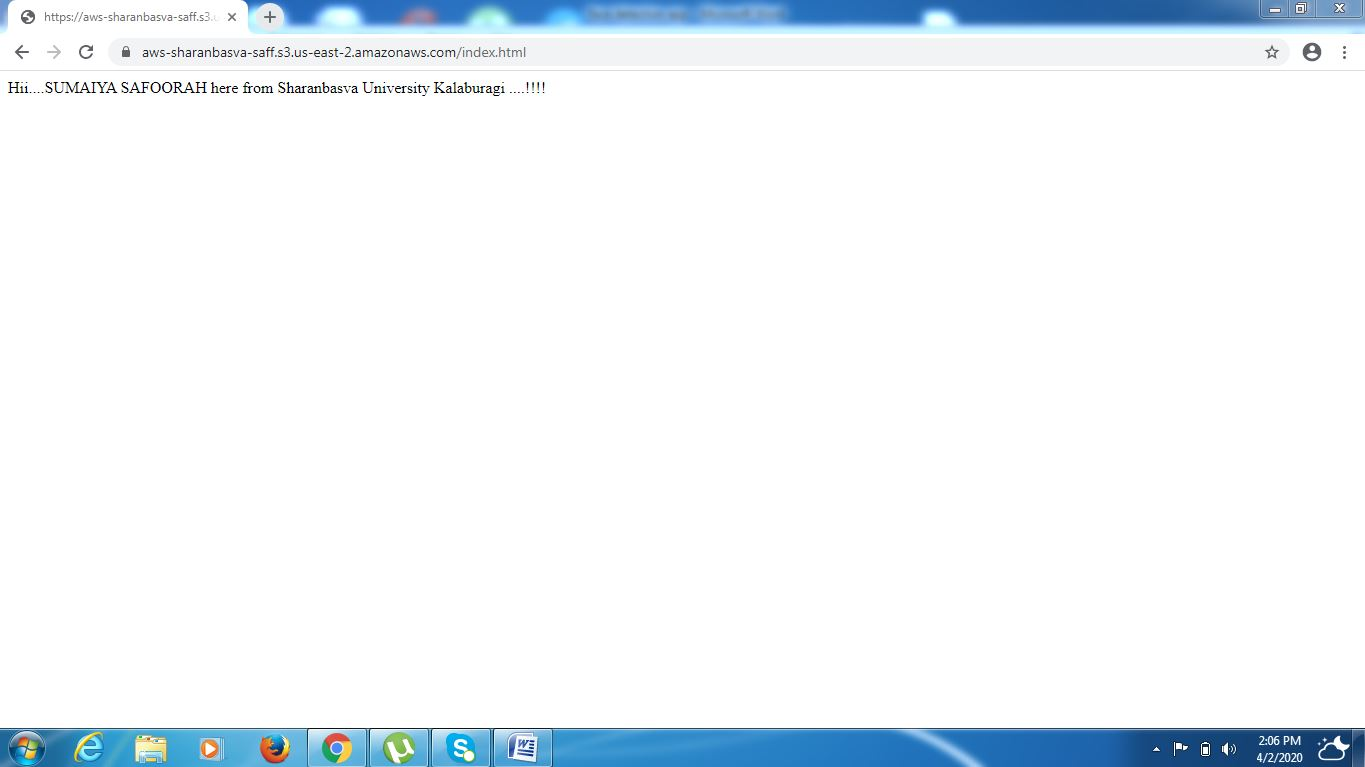 https://aws-sharanbasva-saff.s3.u
aws-sharanbasva-saff.s3.us-east-2.amazonaws.com/index.html
Hii....SUMAIYA SAFOORAH here from Sharanbasva University Kalaburagi ....!!!!
2:06 PM
4/2/2020